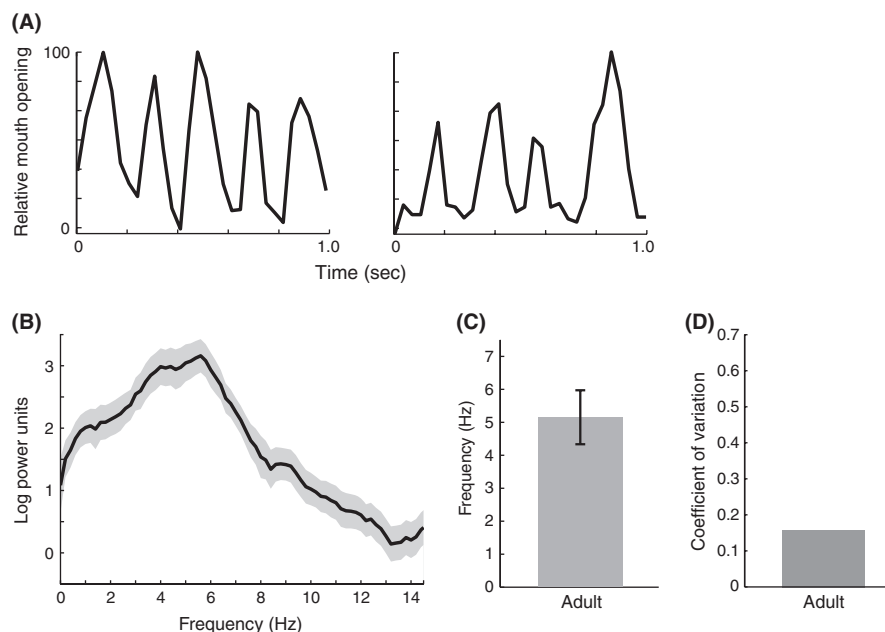 (A)
100
Relative mouth opening
0
0
1.0
0
1.0
Time (sec)
(B)
3
2
1
0
Log power units
0 2 4 6 8 10 12 14
Frequency (Hz)
(C)
7
6
5
4
3
2
1
0
Frequency (Hz)
Adult
(D)
0.7
0.6
0.5
0.4
0.3
0.2
0.1
0
Coefficient of variation
Adult